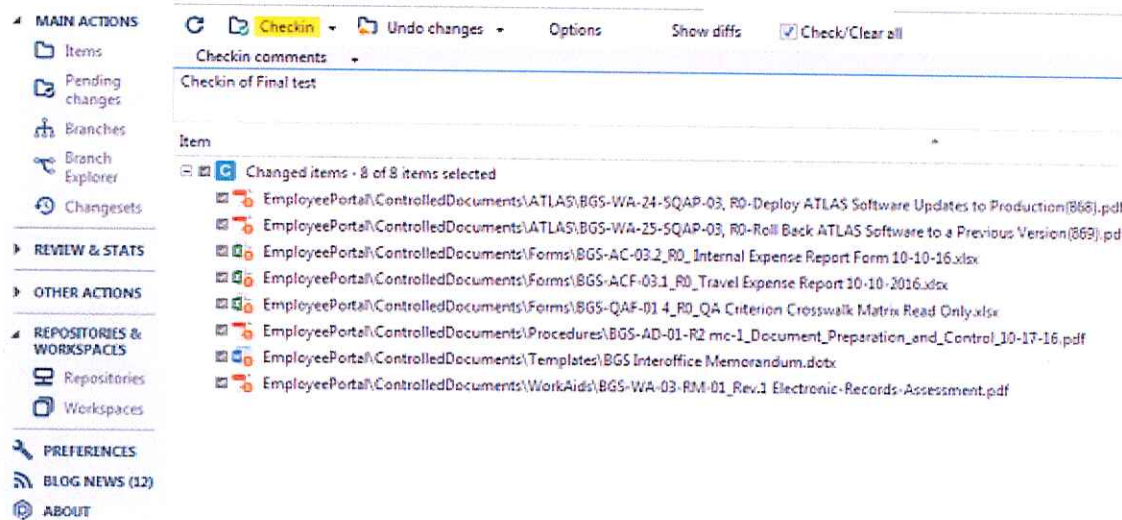 MAIN ACTIONS
Items
Pending
changes
Branches
Branch
Explorer
Changesets
REVIEW & STATS
OTHER ACTIONS
REPOSITORIES &
WORKSPACES
Repositories
Workspaces
PREFERENCES
BLOG NEWS (12)
ABOUT
Checkin Undo changes Options Show diffs Check/Clear all
Checkin comments
Checkin of Final test
Item
Changed items - 8 of 8 items selected
EmployeePortal\ControlledDocuments\ATLAS\BGS-WA-24-SQAP-03, R0-Deploy ATLAS Software Updates to Production(868).pdf
EmployeePortal\ControlledDocuments\ATLAS\BGS-WA-25-SQAP-03, R0-Roll Back ATLAS Software to a Previous Version(869).pdf
EmployeePortal\ControlledDocuments\Forms\BGS-AC-03.2_R0_ Internal Expense Report Form 10-10-16.xlsx
EmployeePortal\ControlledDocuments\Forms\BGS-ACF-03.1_R0_Travel Expense Report 10-10-2016.xlsx
EmployeePortal\ControlledDocuments\Forms\BGS-QAF-01 4_R0_QA Criterion Crosswalk Matrix Read Only.xlsx
EmployeePortal\ControlledDocuments\Procedures\BGS-AD-01-R2 mc-1_Document_Preparation_and_Control_10-17-16.pdf
EmployeePortal\ControlledDocuments\Templates\BGS Interoffice Memorandum.dotx
EmployeePortal\ControlledDocuments\WorkAids\BGS-WA-03-RM-01_Rev.1 Electronic-Records-Assessment.pdf